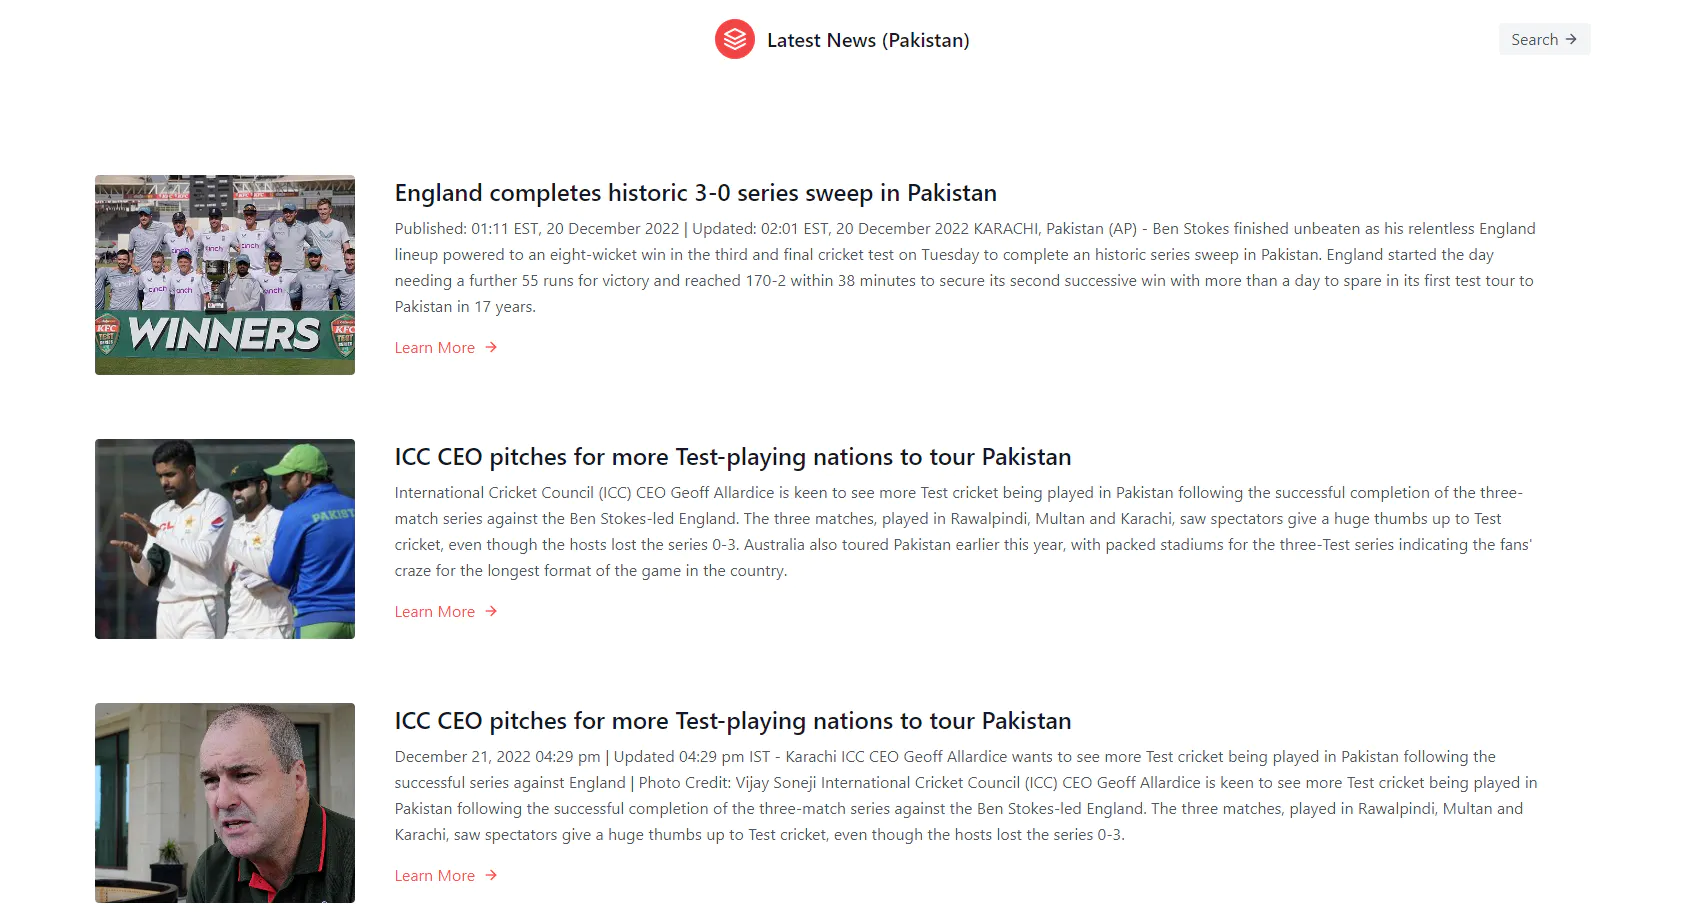 Latest News (Pakistan)
Search
England completes historic 3-0 series sweep in Pakistan
Published: 01:11 EST, 20 December 2022 | Updated: 02:01 EST, 20 December 2022 KARACHI, Pakistan (AP) - Ben Stokes finished unbeaten as his relentless England
lineup powered to an eight-wicket win in the third and final cricket test on Tuesday to complete an historic series sweep in Pakistan. England started the day
needing a further 55 runs for victory and reached 170-2 within 38 minutes to secure its second successive win with more than a day to spare in its first test tour to
Pakistan in 17 years.
Learn More
cinch cinch cinch cinch
cinch cinch cinch
KFC TEST WINNERS KFC TEST
ICC CEO pitches for more Test-playing nations to tour Pakistan
International Cricket Council (ICC) CEO Geoff Allardice is keen to see more Test cricket being played in Pakistan following the successful completion of the three-
match series against the Ben Stokes-led England. The three matches, played in Rawalpindi, Multan and Karachi, saw spectators give a huge thumbs up to Test
cricket, even though the hosts lost the series 0-3. Australia also toured Pakistan earlier this year, with packed stadiums for the three-Test series indicating the fans'
craze for the longest format of the game in the country.
Learn More
ICC CEO pitches for more Test-playing nations to tour Pakistan
December 21, 2022 04:29 pm | Updated 04:29 pm IST - Karachi ICC CEO Geoff Allardice wants to see more Test cricket being played in Pakistan following the
successful series against England | Photo Credit: Vijay Soneji International Cricket Council (ICC) CEO Geoff Allardice is keen to see more Test cricket being played in
Pakistan following the successful completion of the three-match series against the Ben Stokes-led England. The three matches, played in Rawalpindi, Multan and
Karachi, saw spectators give a huge thumbs up to Test cricket, even though the hosts lost the series 0-3.
Learn More